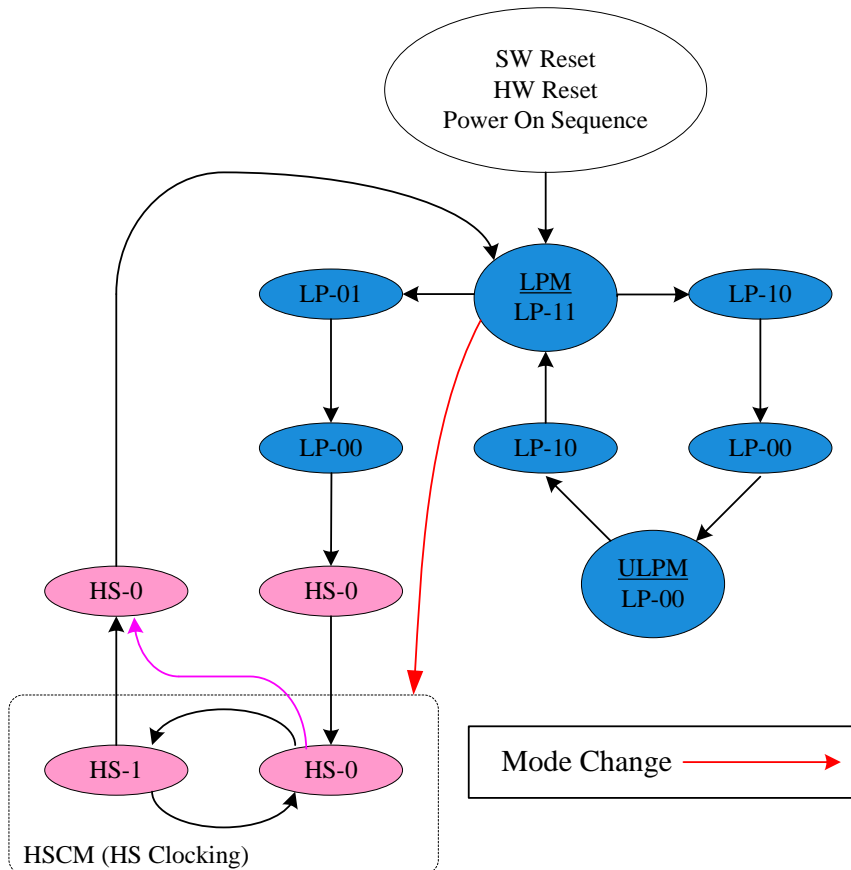 SW Reset
HW Reset
Power On Sequence
LP-01
LPM
LP-11
LP-10
LP-00
LP-10
LP-00
ULPM
LP-00
HS-0
HS-0
HS-1
HS-0
Mode Change
HSCM (HS Clocking)